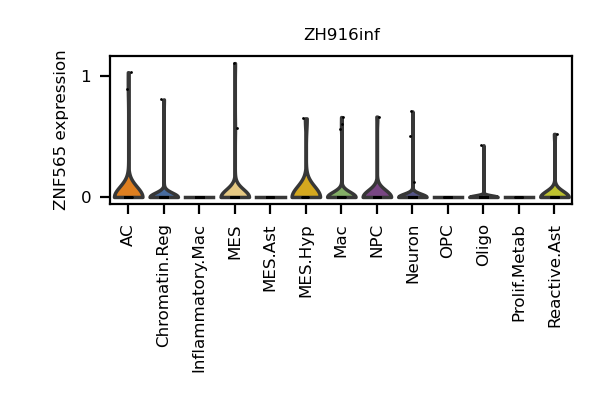 ZH916inf
ZNF565 expression
1
0
AC
Chromatin.Reg
Inflammatory.Mac
MES
MES.Ast
MES.Hyp
Mac
NPC
Neuron
OPC
Oligo
Prolif.Metab
Reactive.Ast